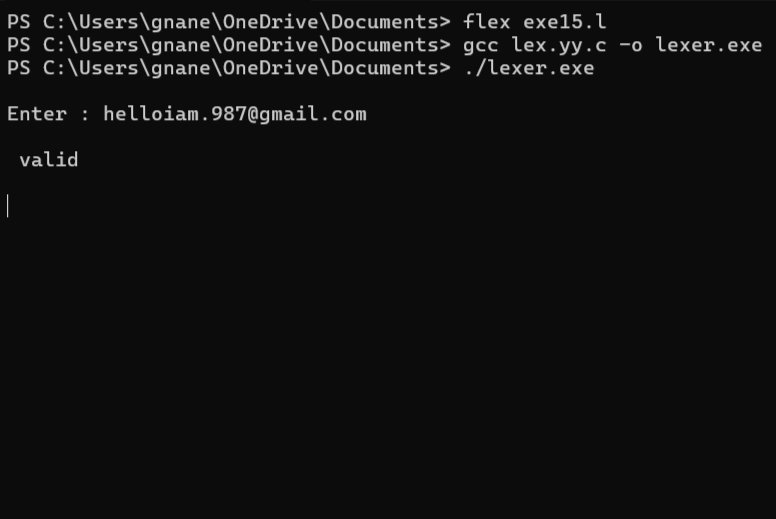 PS C:\Users\gnane\OneDrive\Documents> flex exe15.l
PS C:\Users\gnane\OneDrive\Documents> gcc lex.yy.c -o lexer.exe
PS C:\Users\gnane\OneDrive\Documents> ./lexer.exe
Enter : helloiam.987@gmail.com
valid